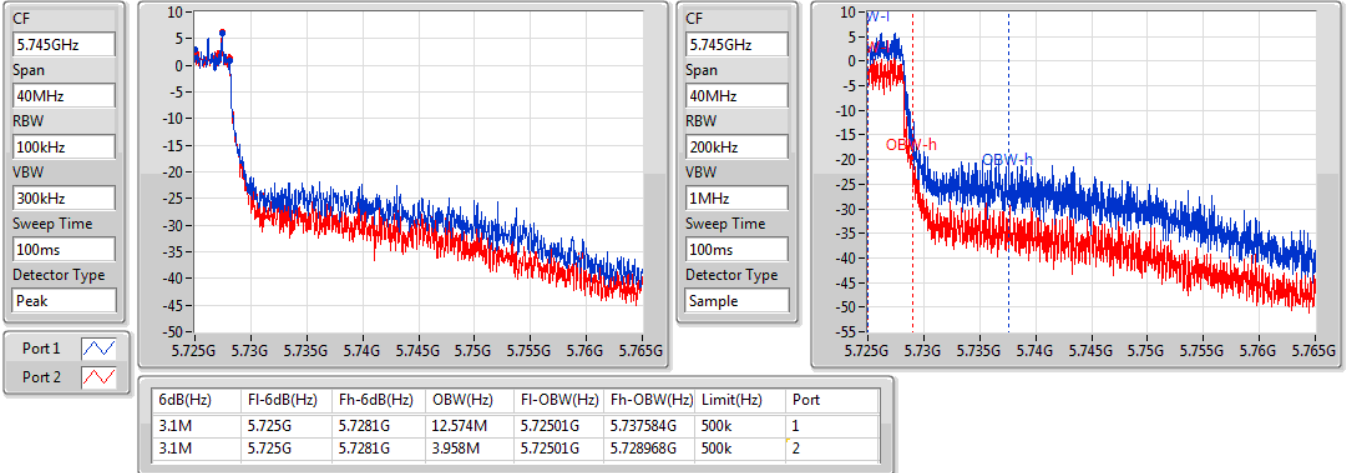 CF
5.745GHz
Span
40MHz
RBW
100kHz
VBW
300kHz
Sweep Time
100ms
Detector Type
Peak
Port 1
Port 2
10
5
0
-5
-10
-15
-20
-25
-30
-35
-40
-45
-50
5.725G 5.73G 5.735G 5.74G 5.745G 5.75G 5.755G 5.76G 5.765G
CF
5.745GHz
Span
40MHz
RBW
200kHz
VBW
1MHz
Sweep Time
100ms
Detector Type
Sample
10
5
0
-5
-10
-15
-20
-25
-30
-35
-40
-45
-50
-55
W-l
OBW-h
OBW-h
5.725G 5.73G 5.735G 5.74G 5.745G 5.75G 5.755G 5.76G 5.765G
6dB(Hz) Fl-6dB(Hz) Fh-6dB(Hz) OBW(Hz) Fl-OBW(Hz) Fh-OBW(Hz) Limit(Hz) Port
3.1M 5.725G 5.7281G 12.574M 5.72501G 5.737584G 500k 1
3.1M 5.725G 5.7281G 3.958M 5.72501G 5.728968G 500k 2